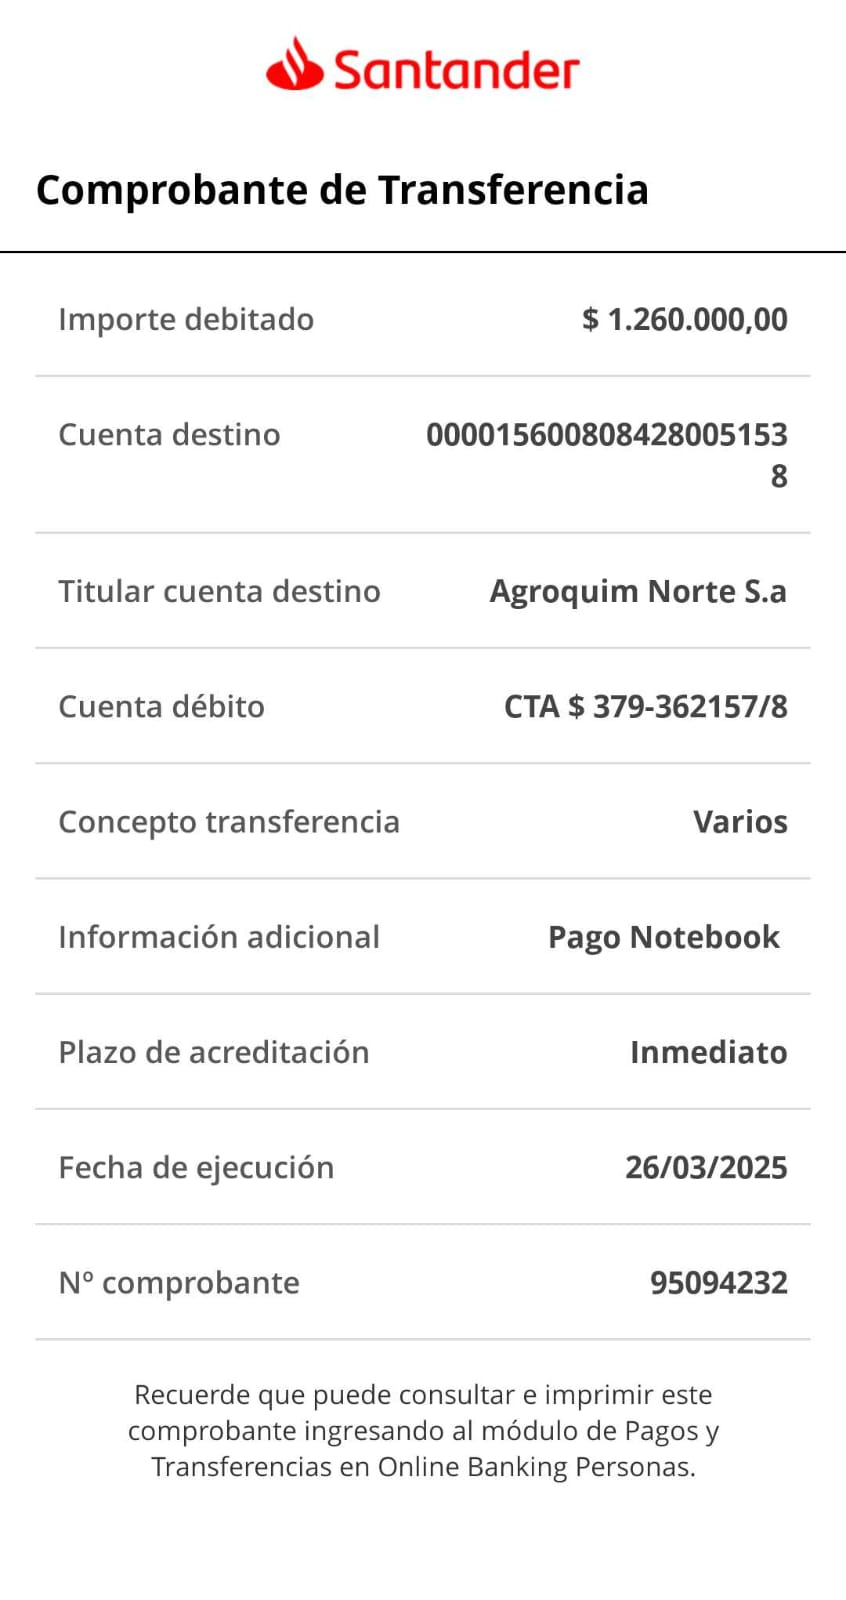 Santander
Comprobante de Transferencia
Importe debitado $ 1.260.000,00
Cuenta destino 000015600808428005153
8
Titular cuenta destino Agroquim Norte S.a
Cuenta débito CTA $ 379-362157/8
Concepto transferencia Varios
Información adicional Pago Notebook
Plazo de acreditación Inmediato
Fecha de ejecución 26/03/2025
Nº comprobante 95094232
Recuerde que puede consultar e imprimir este
comprobante ingresando al módulo de Pagos y
Transferencias en Online Banking Personas.